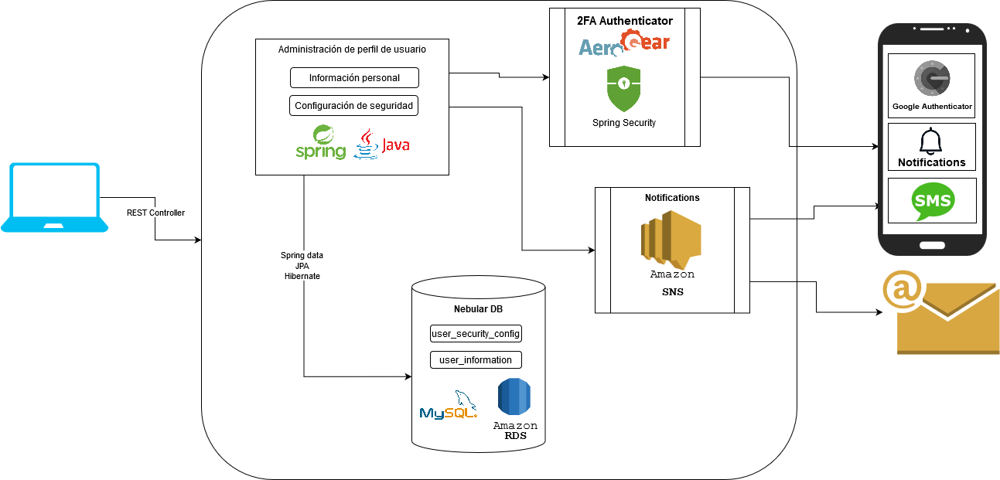 REST Controller
Administración de perfil de usuario
Información personal
Configuración de seguridad
spring
Java
Spring data
JPA
Hibernate
Nebular DB
user_security_config
user_information
MySQL
Amazon
RDS
2FA Authenticator
AeroGear
Spring Security
Notifications
Amazon
SNS
Google Authenticator
Notifications
SMS
@